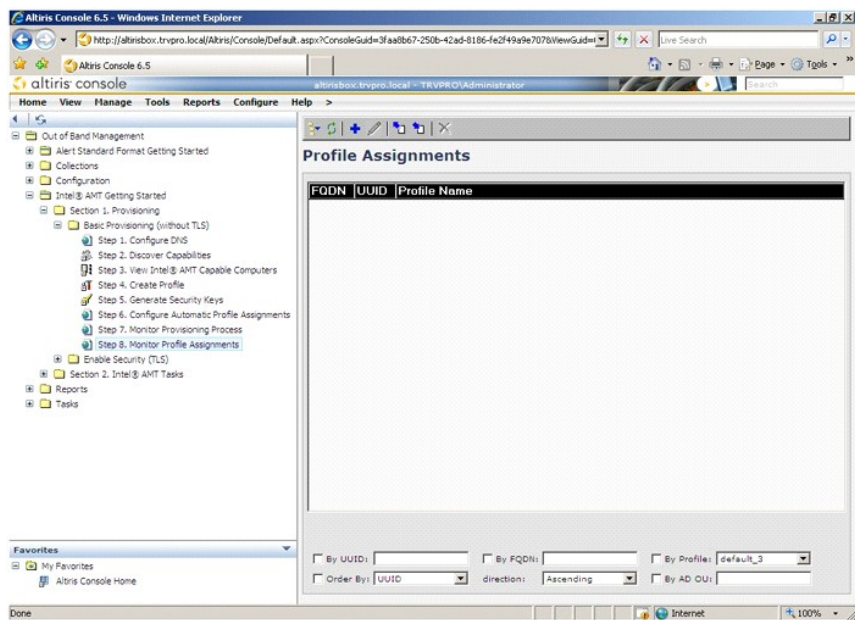 Altiris Console 6.5 - Windows Internet Explorer
http://altirisbox.trvpro.local/Altiris/Console/Default.aspx?ConsoleGuid=3faa8b67-250b-42ad-8186-fe2f49a9e707&ViewGuid=
Live Search
Altiris Console 6.5
Page
Tools
altiris console
altirisbox.trvpro.local - TRVPRO\Administrator
Search
Home View Manage Tools Reports Configure Help >
Out of Band Management
Alert Standard Format Getting Started
Collections
Configuration
Intel® AMT Getting Started
Section 1. Provisioning
Basic Provisioning (without TLS)
Step 1. Configure DNS
Step 2. Discover Capabilities
Step 3. View Intel® AMT Capable Computers
Step 4. Create Profile
Step 5. Generate Security Keys
Step 6. Configure Automatic Profile Assignments
Step 7. Monitor Provisioning Process
Step 8. Monitor Profile Assignments
Enable Security (TLS)
Section 2. Intel® AMT Tasks
Reports
Tasks
Profile Assignments
FQDN UUID Profile Name
Favorites
My Favorites
Altiris Console Home
By UUID: By FQDN: By Profile: default_3
Order By: UUID direction: Ascending By AD OU:
Done
Internet
100%